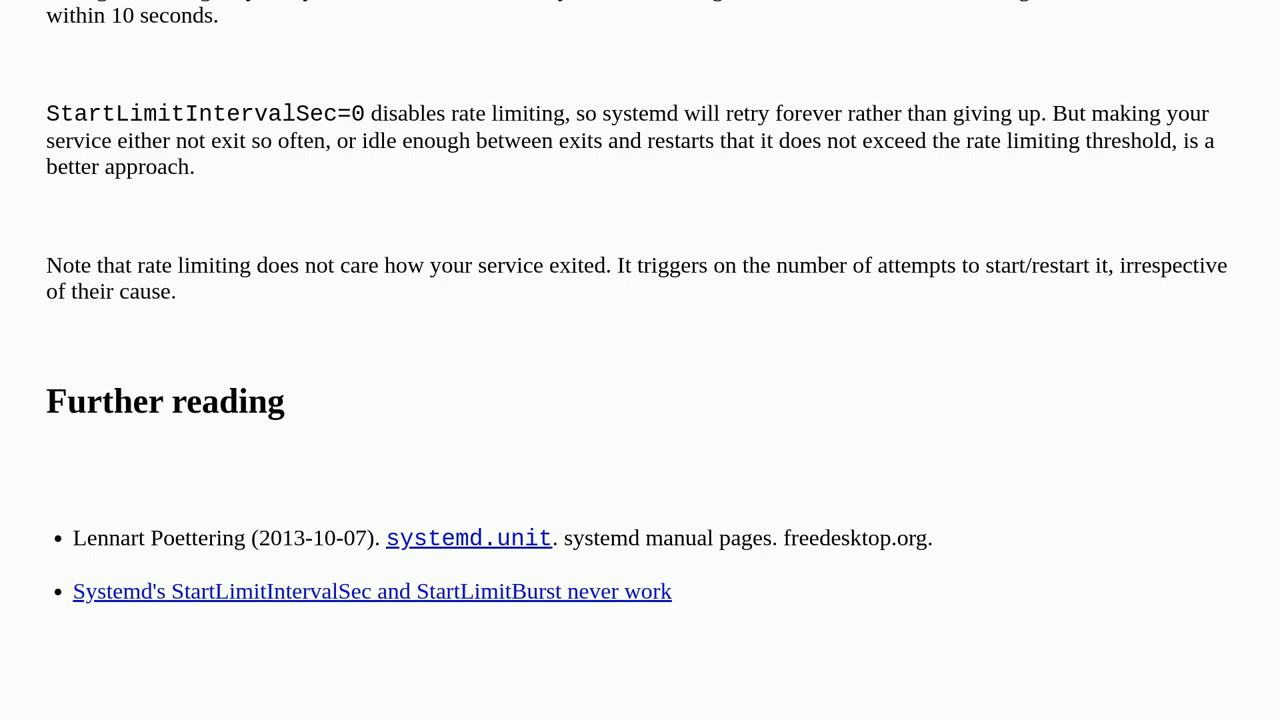 within 10 seconds.
StartLimitIntervalSec=0 disables rate limiting, so systemd will retry forever rather than giving up. But making your
service either not exit so often, or idle enough between exits and restarts that it does not exceed the rate limiting threshold, is a
better approach.
Note that rate limiting does not care how your service exited. It triggers on the number of attempts to start/restart it, irrespective
of their cause.
Further reading
• Lennart Poettering (2013-10-07). systemd.unit. systemd manual pages. freedesktop.org.
• Systemd's StartLimitIntervalSec and StartLimitBurst never work